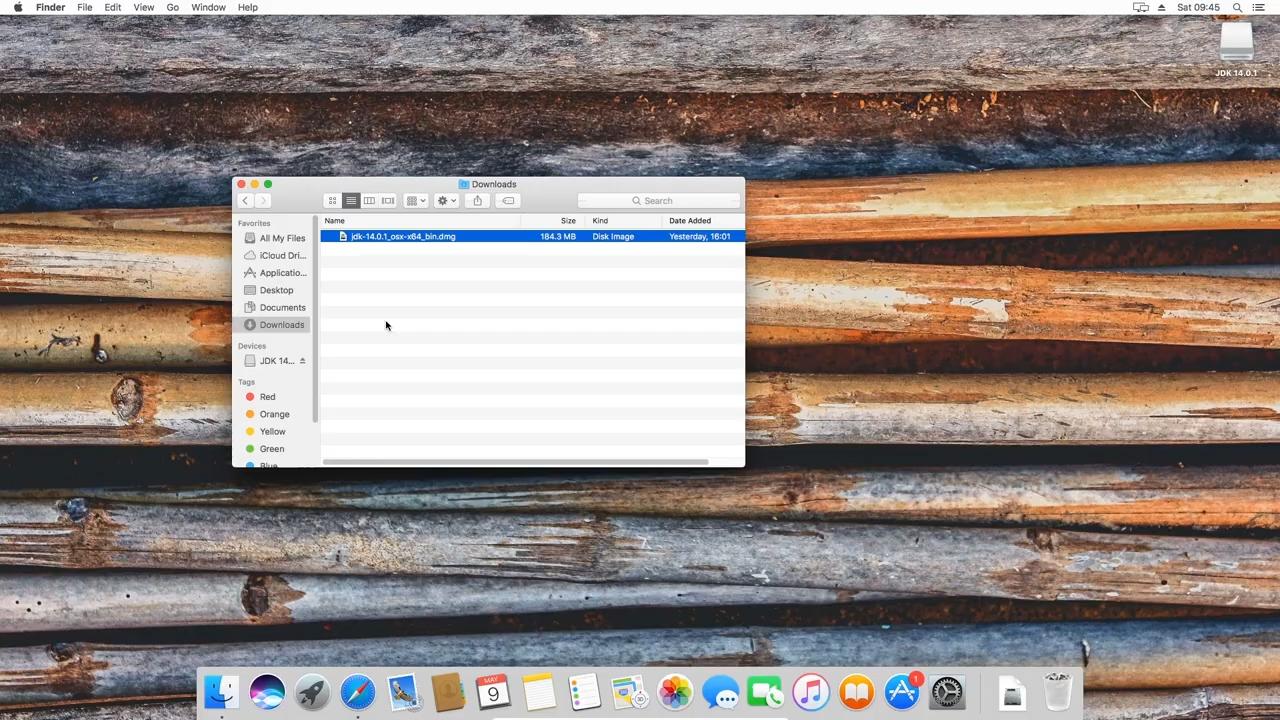 Finder File Edit View Go Window Help
Sat 09:45
JDK 14.0.1
Downloads
Search
Favorites
All My Files
iCloud Dri...
Applicatio...
Desktop
Documents
Downloads
Devices
JDK 14...
Tags
Red
Orange
Yellow
Green
Blue
Name Size Kind Date Added
jdk-14.0.1_osx-x64_bin.dmg 184.3 MB Disk Image Yesterday, 16:01
MAY
9
1